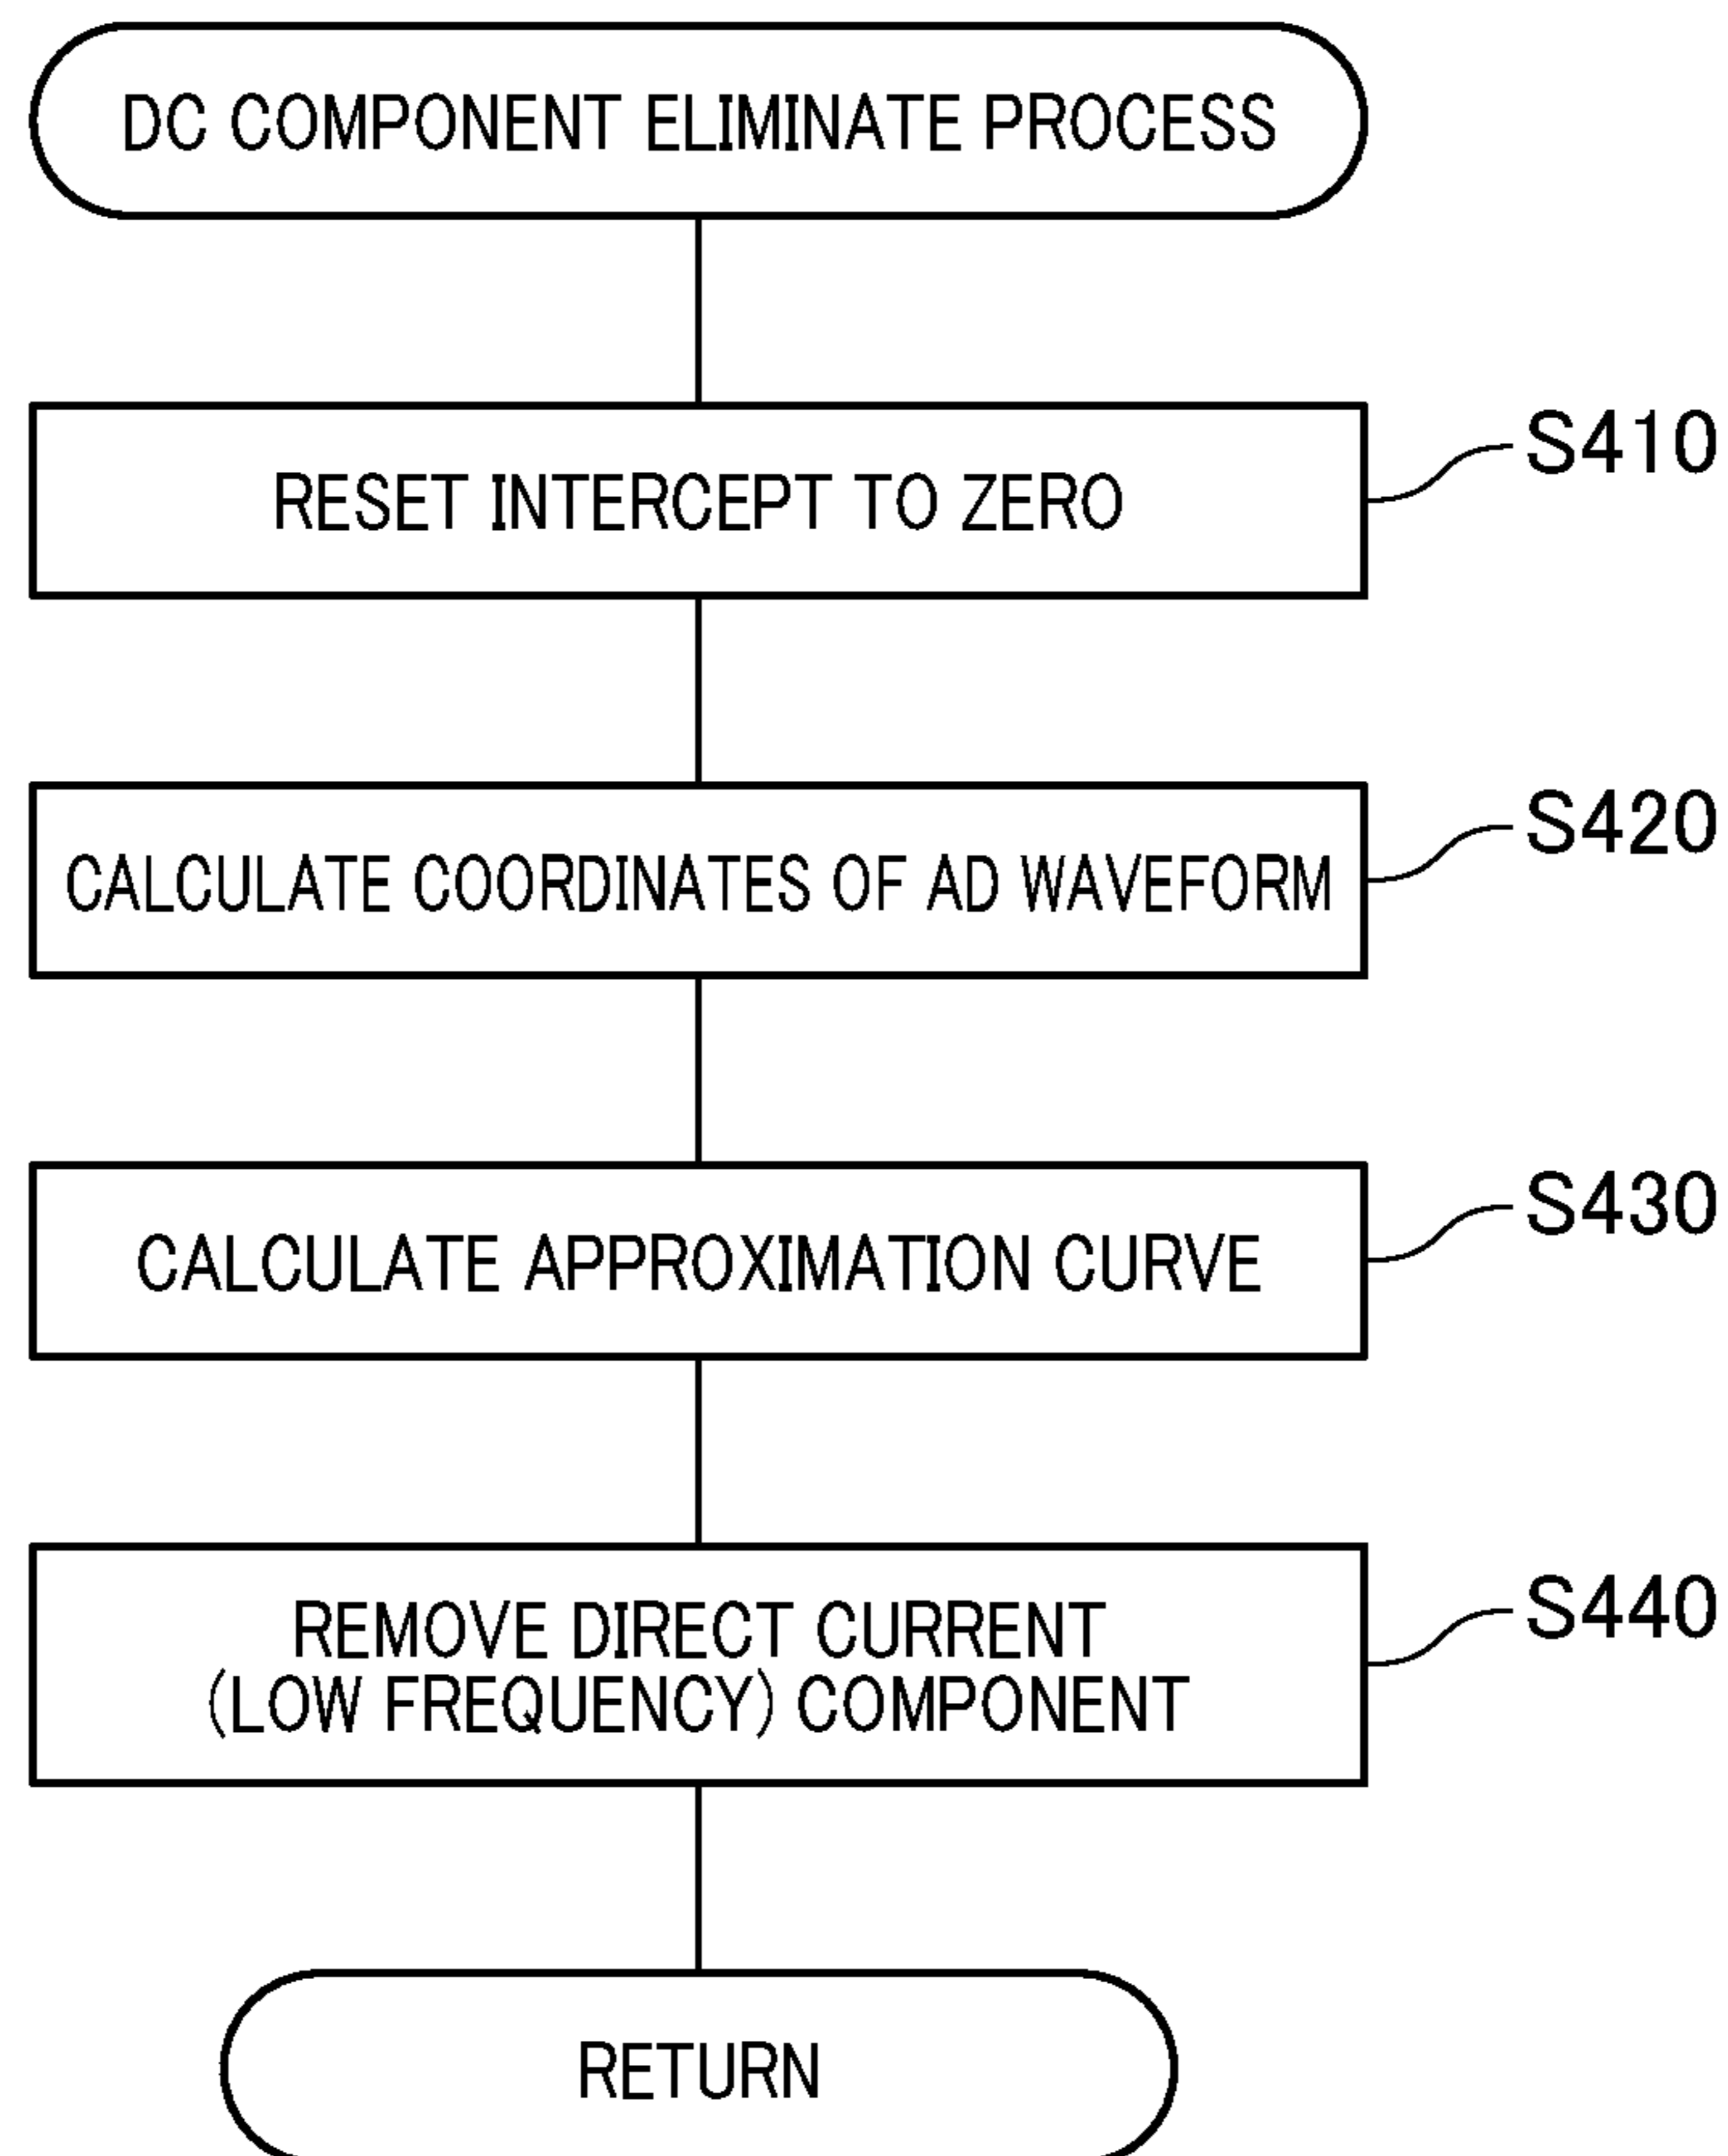 DC COMPONENT ELIMINATE PROCESS
RESET INTERCEPT TO ZERO
S410
CALCULATE COORDINATES OF AD WAVEFORM
S420
CALCULATE APPROXIMATION CURVE
S430
REMOVE DIRECT CURRENT
(LOW FREQUENCY) COMPONENT
S440
RETURN